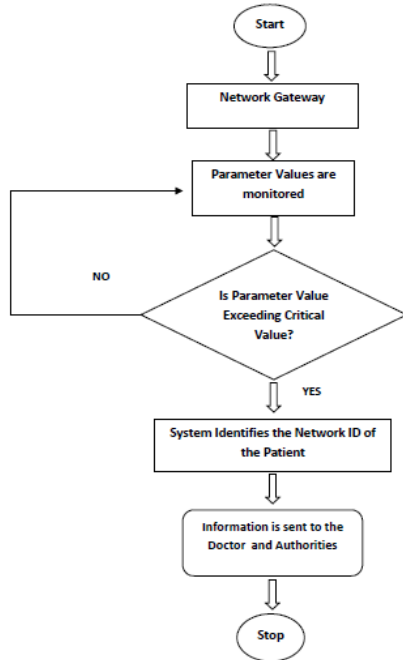 Start
Network Gateway
Parameter Values are
monitored
NO
Is Parameter Value
Exceeding Critical
Value?
YES
System Identifies the Network ID of
the Patient
Information is sent to the
Doctor and Authorities
Stop